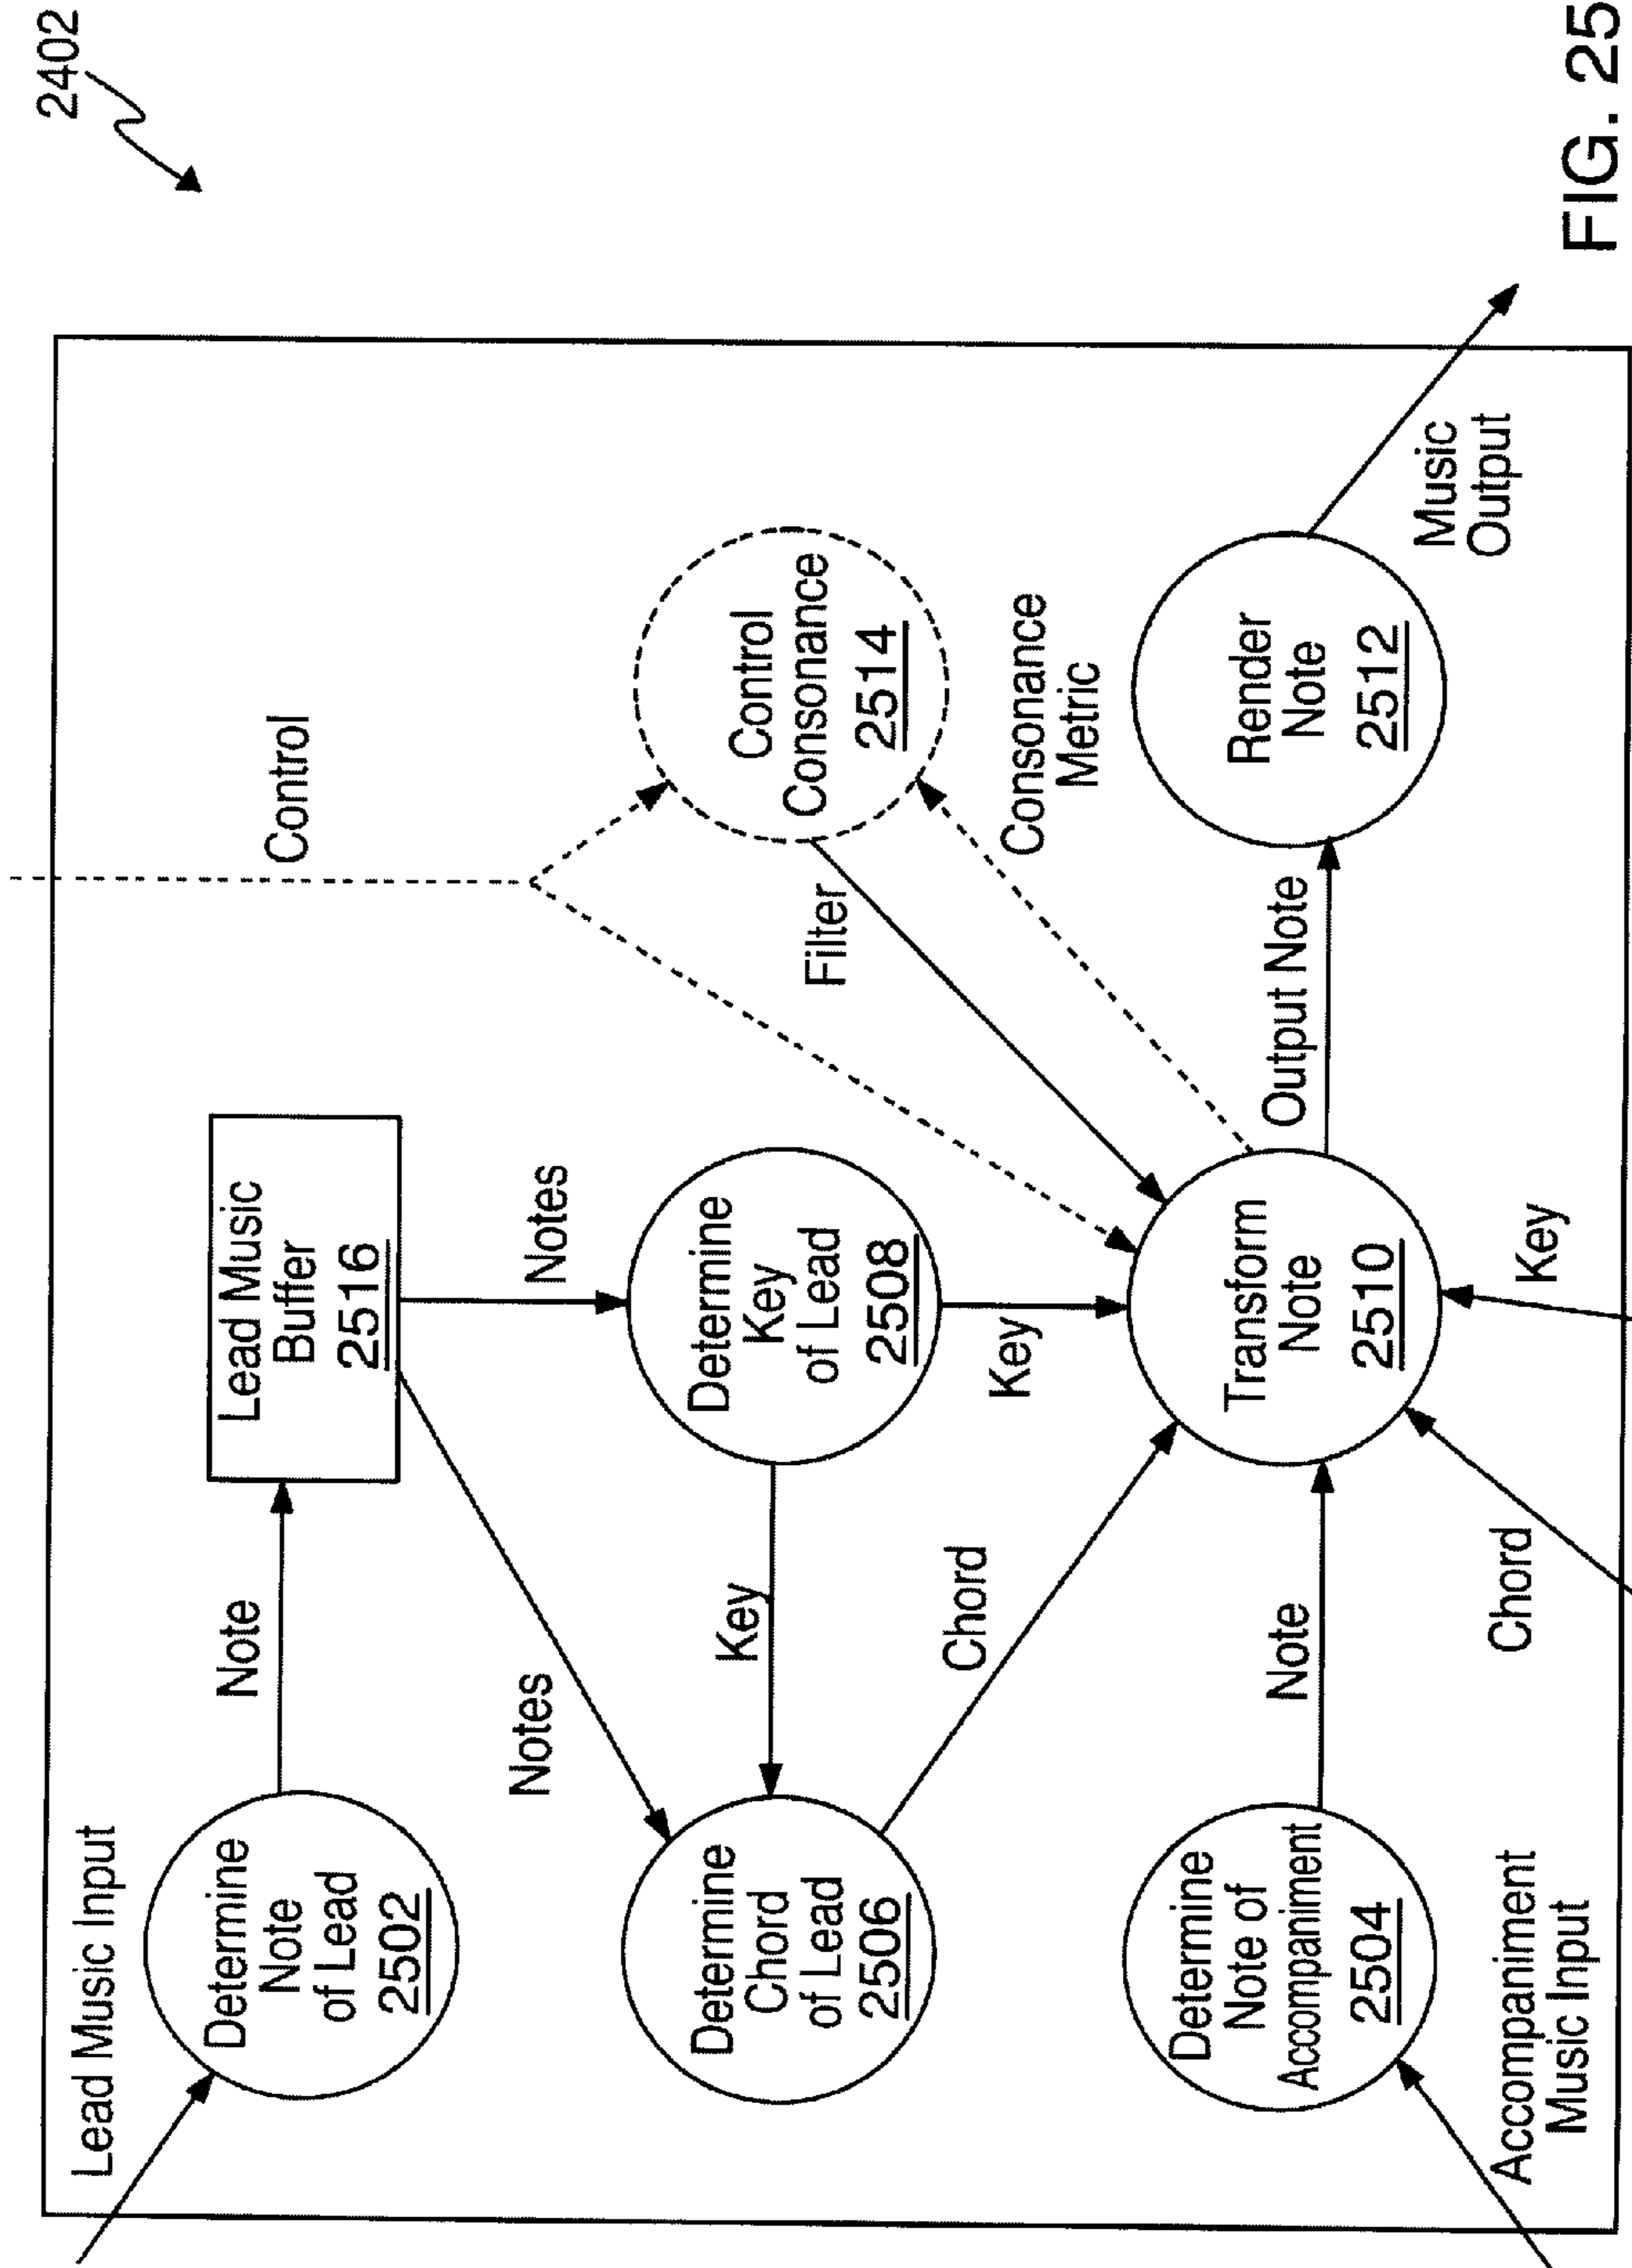 2402
Control
Lead Music Input
Determine
Note
of Lead
2502
Note
Lead Music
Buffer
2516
Notes
Notes
Determine
Chord
of Lead
2506
Key
Determine
Key
of Lead
2508
Control
Consonance
2514
Filter
Chord
Key
Consonance
Metric
Determine
Note of
Accompaniment
2504
Note
Transform
Note
2510
Output Note
Render
Note
2512
Music
Output
Accompaniment
Music Input
Chord
Key
FIG. 25